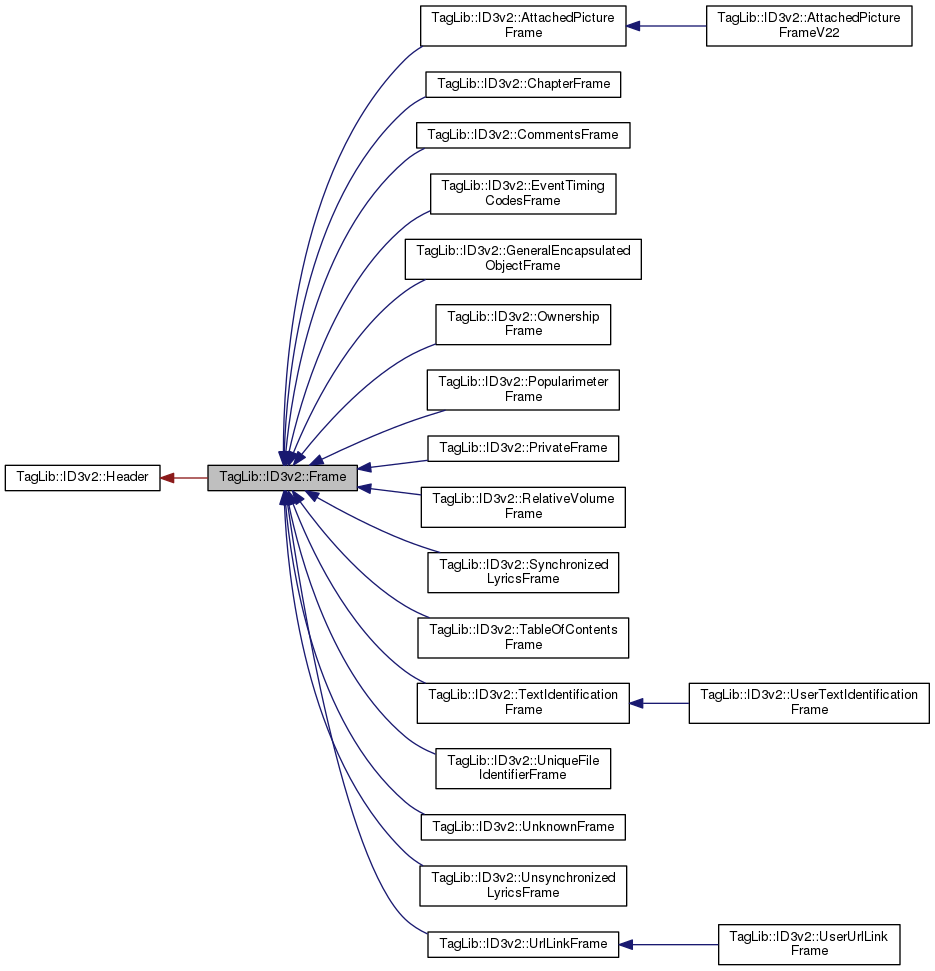 TagLib::ID3v2::AttachedPicture
Frame
TagLib::ID3v2::AttachedPicture
FrameV22
TagLib::ID3v2::ChapterFrame
TagLib::ID3v2::CommentsFrame
TagLib::ID3v2::EventTiming
CodesFrame
TagLib::ID3v2::GeneralEncapsulated
ObjectFrame
TagLib::ID3v2::Ownership
Frame
TagLib::ID3v2::Popularimeter
Frame
TagLib::ID3v2::PrivateFrame
TagLib::ID3v2::Header
TagLib::ID3v2::Frame
TagLib::ID3v2::RelativeVolume
Frame
TagLib::ID3v2::Synchronized
LyricsFrame
TagLib::ID3v2::TableOfContents
Frame
TagLib::ID3v2::TextIdentification
Frame
TagLib::ID3v2::UserTextIdentification
Frame
TagLib::ID3v2::UniqueFile
IdentifierFrame
TagLib::ID3v2::UnknownFrame
TagLib::ID3v2::Unsynchronized
LyricsFrame
TagLib::ID3v2::UrlLinkFrame
TagLib::ID3v2::UserUrlLink
Frame